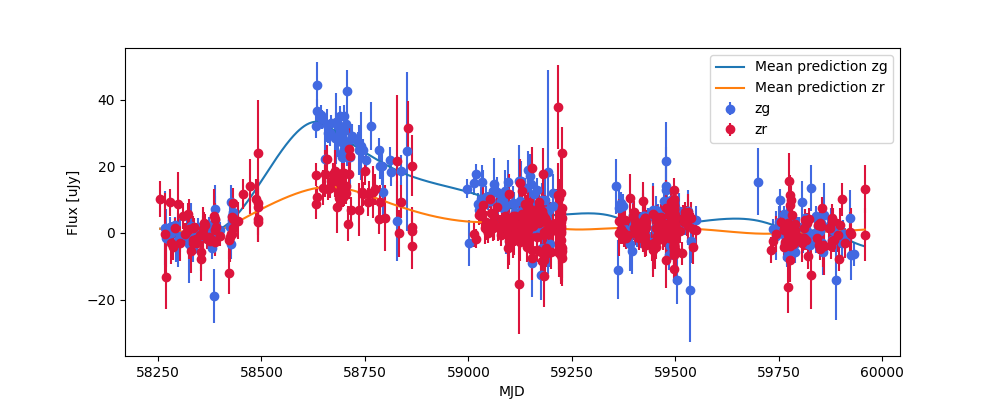 Mean prediction zg
Mean prediction zr
zg
zr
Flux [uJy]
40
20
0
−20
58250 58500 58750 59000 59250 59500 59750 60000
MJD